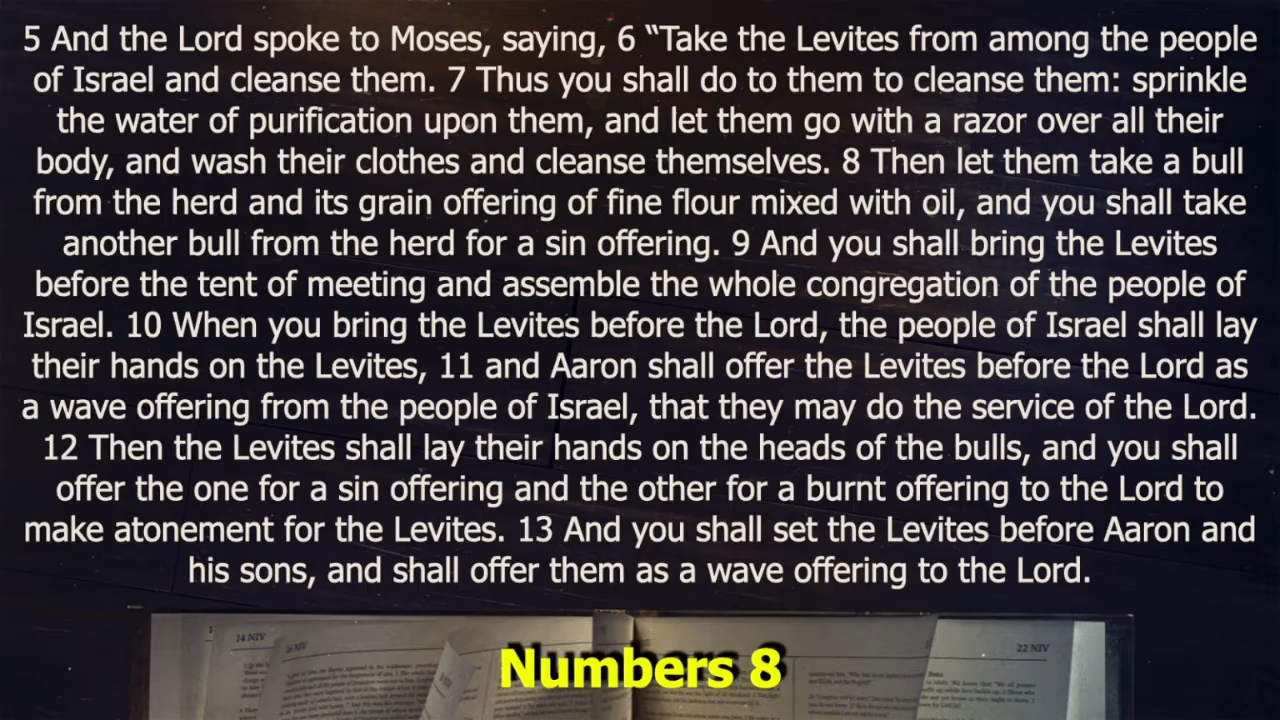 5 And the Lord spoke to Moses, saying, 6 “Take the Levites from among the people
of Israel and cleanse them. 7 Thus you shall do to them to cleanse them: sprinkle
the water of purification upon them, and let them go with a razor over all their
body, and wash their clothes and cleanse themselves. 8 Then let them take a bull
from the herd and its grain offering of fine flour mixed with oil, and you shall take
another bull from the herd for a sin offering. 9 And you shall bring the Levites
before the tent of meeting and assemble the whole congregation of the people of
Israel. 10 When you bring the Levites before the Lord, the people of Israel shall lay
their hands on the Levites, 11 and Aaron shall offer the Levites before the Lord as
a wave offering from the people of Israel, that they may do the service of the Lord.
12 Then the Levites shall lay their hands on the heads of the bulls, and you shall
offer the one for a sin offering and the other for a burnt offering to the Lord to
make atonement for the Levites. 13 And you shall set the Levites before Aaron and
his sons, and shall offer them as a wave offering to the Lord.
14 NIV
22 NIV
Numbers 8